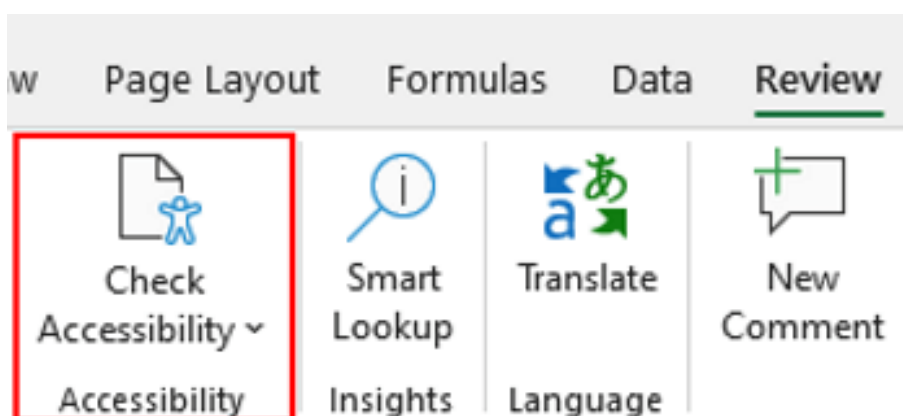 w Page Layout Formulas Data Review
Check Accessibility
Smart Lookup
Translate
New Comment
Accessibility Insights Language